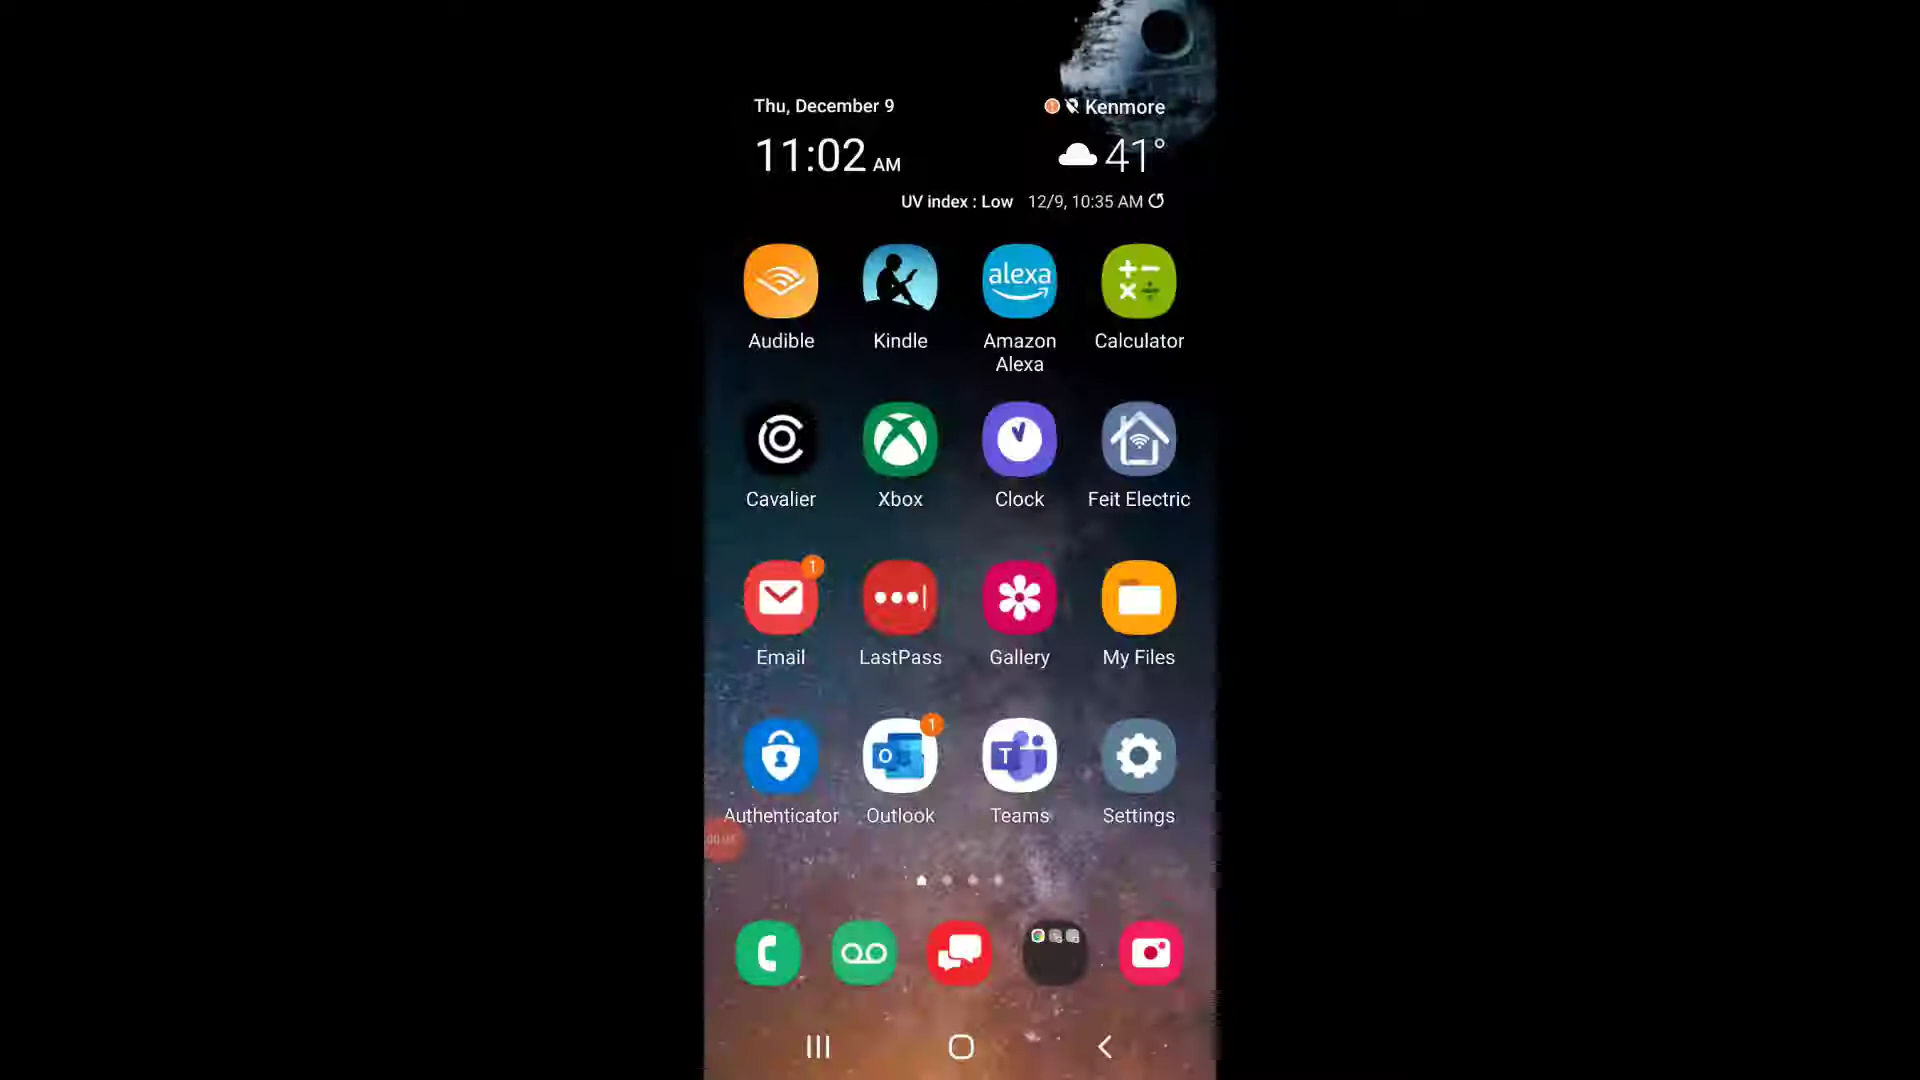 Thu, December 9
Kenmore
11:02 AM
41°
UV index : Low 12/9, 10:35 AM
alexa
Audible
Kindle
Amazon
Alexa
Calculator
Cavalier
Xbox
Clock
Feit Electric
1
Email
LastPass
Gallery
My Files
1
O
T
Authenticator
Outlook
Teams
Settings